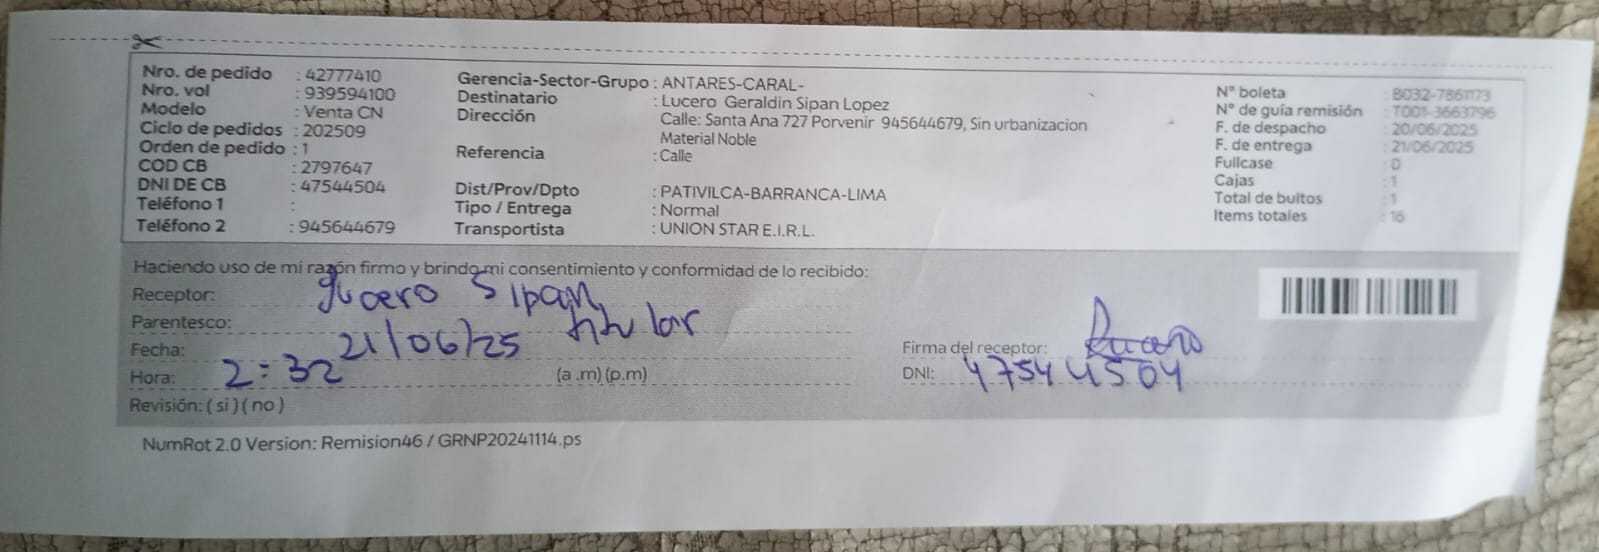 Nro. de pedido : 42777410
Nro. vol : 939594100
Modelo : Venta CN
Ciclo de pedidos : 202509
Orden de pedido : 1
COD CB : 2797647
DNI DE CB : 47544504
Teléfono 1 :
Teléfono 2 : 945644679
Gerencia-Sector-Grupo : ANTARES-CARAL-
Destinatario : Lucero Geraldin Sipan Lopez
Dirección Calle: Santa Ana 727 Porvenir 945644679, Sin urbanizacion
Material Noble
Referencia : Calle
Dist/Prov/Dpto : PATIVILCA-BARRANCA-LIMA
Tipo / Entrega : Normal
Transportista : UNION STAR E.I.R.L.
N° boleta : B032-7861173
N° de guía remisión : T001-3663796
F. de despacho : 20/06/2025
F. de entrega : 21/06/2025
Fullcase : 0
Cajas : 1
Total de bultos : 1
Items totales : 16
Haciendo uso de mi razón firmo y brindo mi consentimiento y conformidad de lo recibido:
Receptor: Lucero Sipan
Parentesco: titular
Fecha: 21/06/25
Hora: 2:32 (a .m) (p.m)
Revisión: ( si ) ( no )
Firma del receptor: Lucero
DNI: 47544504
NumRot 2.0 Version: Remision46 / GRNP20241114.ps